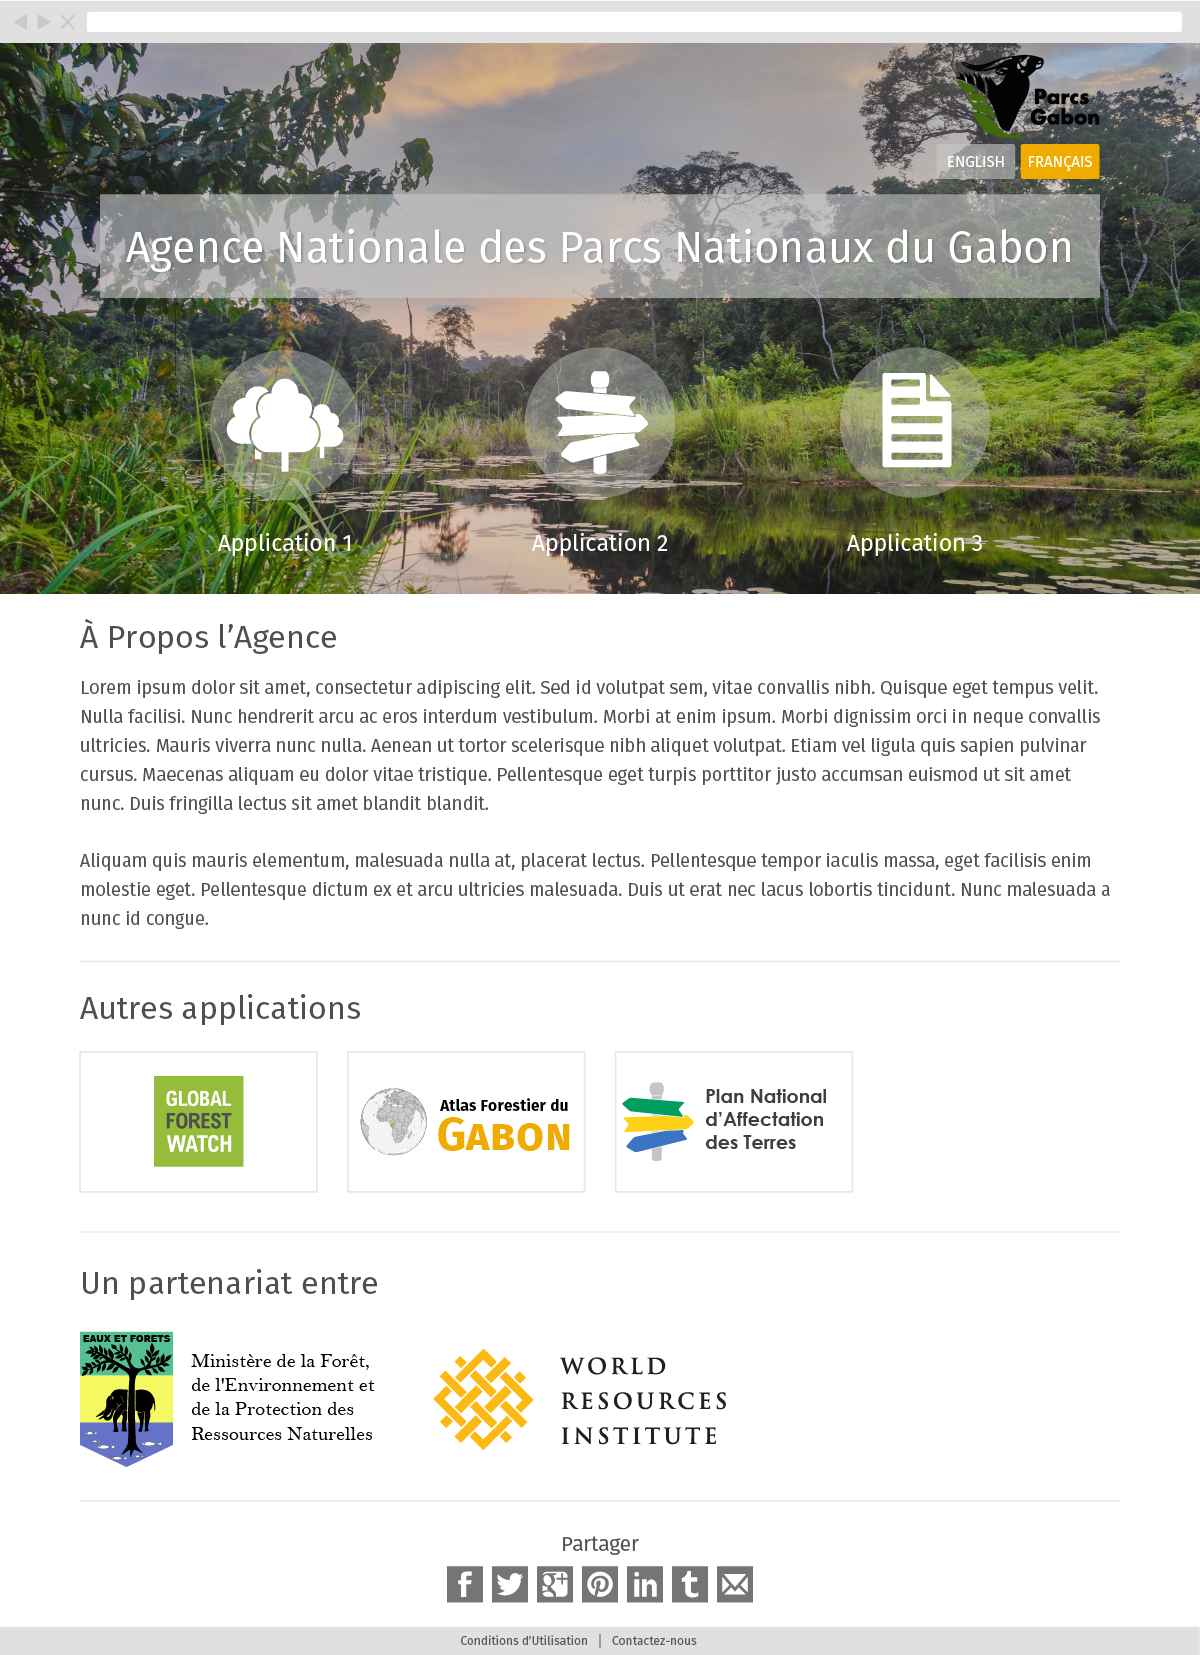 Parcs
Gabon
ENGLISH
FRANÇAIS
Agence Nationale des Parcs Nationaux du Gabon
Application 1
Application 2
Application 3
À Propos l’Agence
Lorem ipsum dolor sit amet, consectetur adipiscing elit. Sed id volutpat sem, vitae convallis nibh. Quisque eget tempus velit.
Nulla facilisi. Nunc hendrerit arcu ac eros interdum vestibulum. Morbi at enim ipsum. Morbi dignissim orci in neque convallis
ultricies. Mauris viverra nunc nulla. Aenean ut tortor scelerisque nibh aliquet volutpat. Etiam vel ligula quis sapien pulvinar
cursus. Maecenas aliquam eu dolor vitae tristique. Pellentesque eget turpis porttitor justo accumsan euismod ut sit amet
nunc. Duis fringilla lectus sit amet blandit blandit.
Aliquam quis mauris elementum, malesuada nulla at, placerat lectus. Pellentesque tempor iaculis massa, eget facilisis enim
molestie eget. Pellentesque dictum ex et arcu ultricies malesuada. Duis ut erat nec lacus lobortis tincidunt. Nunc malesuada a
nunc id congue.
Autres applications
GLOBAL
FOREST
WATCH
Atlas Forestier du
GABON
Plan National
d’Affectation
des Terres
Un partenariat entre
EAUX ET FORETS
Ministère de la Forêt,
de l'Environnement et
de la Protection des
Ressources Naturelles
WORLD
RESOURCES
INSTITUTE
Partager
Conditions d’Utilisation | Contactez-nous